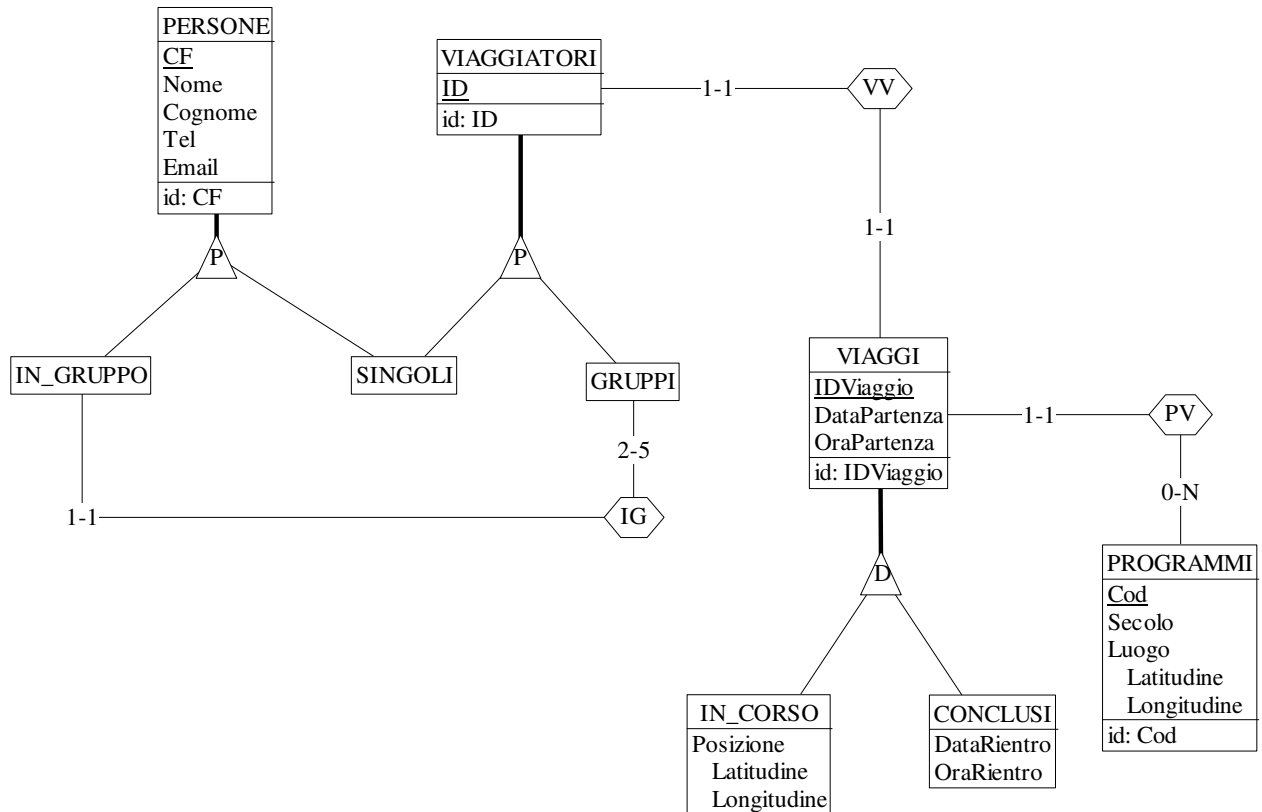 PERSONE
CF
Nome
Cognome
Tel
Email
id: CF
VIAGGIATORI
ID
id: ID
1-1
VV
P
P
1-1
IN_GRUPPO
SINGOLI
GRUPPI
2-5
1-1
IG
VIAGGI
IDViaggio
DataPartenza
OraPartenza
id: IDViaggio
1-1
PV
0-N
D
PROGRAMMI
Cod
Secolo
Luogo
Latitudine
Longitudine
id: Cod
IN_CORSO
Posizione
Latitudine
Longitudine
CONCLUSI
DataRientro
OraRientro